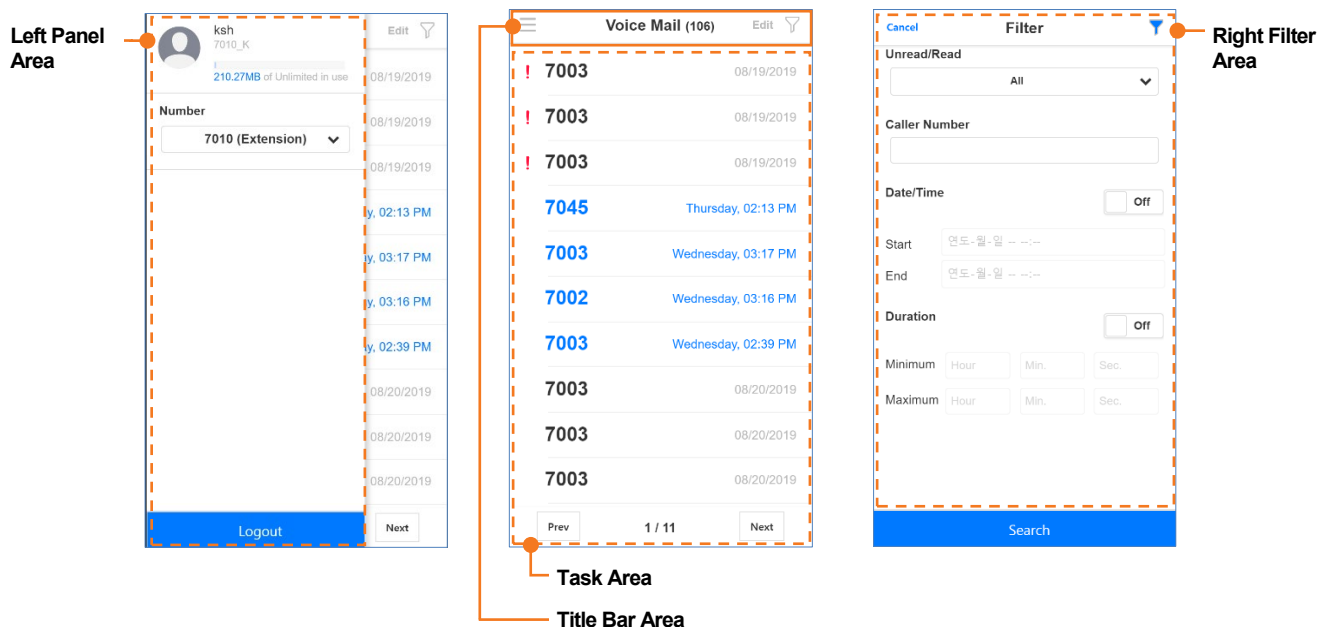 Left Panel
Area
ksh
7010_K
210.27MB of Unlimited in use
Number
7010 (Extension)
Logout
Edit
08/19/2019
08/19/2019
08/19/2019
y, 02:13 PM
y, 03:17 PM
y, 03:16 PM
y, 02:39 PM
08/20/2019
08/20/2019
08/20/2019
Next
Voice Mail (106) Edit
! 7003 08/19/2019
! 7003 08/19/2019
! 7003 08/19/2019
7045 Thursday, 02:13 PM
7003 Wednesday, 03:17 PM
7002 Wednesday, 03:16 PM
7003 Wednesday, 02:39 PM
7003 08/20/2019
7003 08/20/2019
7003 08/20/2019
Prev 1 / 11 Next
Task Area
Title Bar Area
Cancel Filter
Unread/Read
All
Caller Number
Date/Time
Off
Start 연도-월-일 -- --:--
End 연도-월-일 -- --:--
Duration
Off
Minimum Hour Min. Sec.
Maximum Hour Min. Sec.
Search
Right Filter
Area